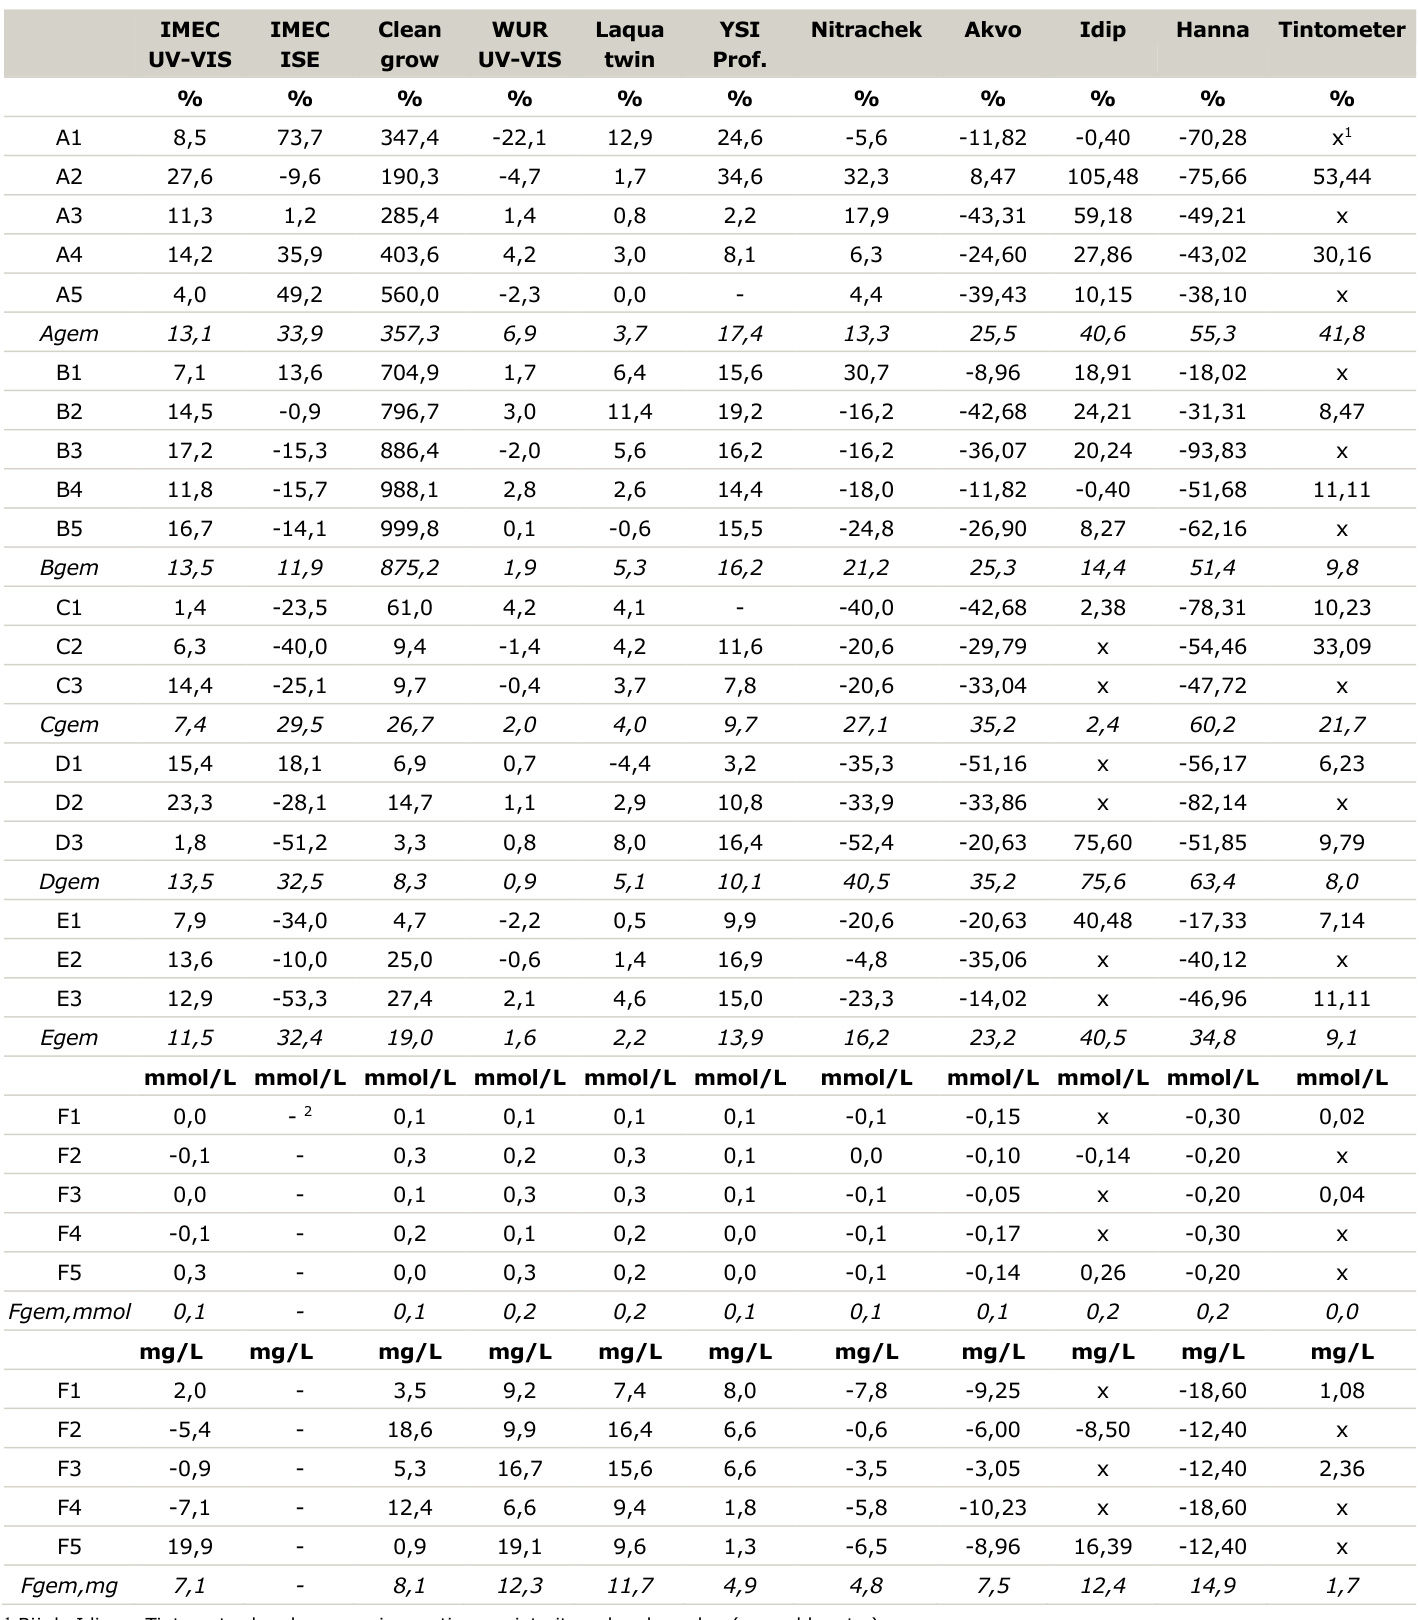 IMEC UV-VIS IMEC ISE Clean grow WUR UV-VIS Laqua twin YSI Prof. Nitrachek Akvo Idip Hanna Tintometer
% % % % % % % % % % %
A1 8,5 73,7 347,4 -22,1 12,9 24,6 -5,6 -11,82 -0,40 -70,28 x¹
A2 27,6 -9,6 190,3 -4,7 1,7 34,6 32,3 8,47 105,48 -75,66 53,44
A3 11,3 1,2 285,4 1,4 0,8 2,2 17,9 -43,31 59,18 -49,21 x
A4 14,2 35,9 403,6 4,2 3,0 8,1 6,3 -24,60 27,86 -43,02 30,16
A5 4,0 49,2 560,0 -2,3 0,0 - 4,4 -39,43 10,15 -38,10 x
Agem 13,1 33,9 357,3 6,9 3,7 17,4 13,3 25,5 40,6 55,3 41,8
B1 7,1 13,6 704,9 1,7 6,4 15,6 30,7 -8,96 18,91 -18,02 x
B2 14,5 -0,9 796,7 3,0 11,4 19,2 -16,2 -42,68 24,21 -31,31 8,47
B3 17,2 -15,3 886,4 -2,0 5,6 16,2 -16,2 -36,07 20,24 -93,83 x
B4 11,8 -15,7 988,1 2,8 2,6 14,4 -18,0 -11,82 -0,40 -51,68 11,11
B5 16,7 -14,1 999,8 0,1 -0,6 15,5 -24,8 -26,90 8,27 -62,16 x
Bgem 13,5 11,9 875,2 1,9 5,3 16,2 21,2 25,3 14,4 51,4 9,8
C1 1,4 -23,5 61,0 4,2 4,1 - -40,0 -42,68 2,38 -78,31 10,23
C2 6,3 -40,0 9,4 -1,4 4,2 11,6 -20,6 -29,79 x -54,46 33,09
C3 14,4 -25,1 9,7 -0,4 3,7 7,8 -20,6 -33,04 x -47,72 x
Cgem 7,4 29,5 26,7 2,0 4,0 9,7 27,1 35,2 2,4 60,2 21,7
D1 15,4 18,1 6,9 0,7 -4,4 3,2 -35,3 -51,16 x -56,17 6,23
D2 23,3 -28,1 14,7 1,1 2,9 10,8 -33,9 -33,86 x -82,14 x
D3 1,8 -51,2 3,3 0,8 8,0 16,4 -52,4 -20,63 75,60 -51,85 9,79
Dgem 13,5 32,5 8,3 0,9 5,1 10,1 40,5 35,2 75,6 63,4 8,0
E1 7,9 -34,0 4,7 -2,2 0,5 9,9 -20,6 -20,63 40,48 -17,33 7,14
E2 13,6 -10,0 25,0 -0,6 1,4 16,9 -4,8 -35,06 x -40,12 x
E3 12,9 -53,3 27,4 2,1 4,6 15,0 -23,3 -14,02 x -46,96 11,11
Egem 11,5 32,4 19,0 1,6 2,2 13,9 16,2 23,2 40,5 34,8 9,1
mmol/L mmol/L mmol/L mmol/L mmol/L mmol/L mmol/L mmol/L mmol/L mmol/L mmol/L
F1 0,0 - ² 0,1 0,1 0,1 0,1 -0,1 -0,15 x -0,30 0,02
F2 -0,1 - 0,3 0,2 0,3 0,1 0,0 -0,10 -0,14 -0,20 x
F3 0,0 - 0,1 0,3 0,3 0,1 -0,1 -0,05 x -0,20 0,04
F4 -0,1 - 0,2 0,1 0,2 0,0 -0,1 -0,17 x -0,30 x
F5 0,3 - 0,0 0,3 0,2 0,0 -0,1 -0,14 0,26 -0,20 x
Fgem,mmol 0,1 - 0,1 0,2 0,2 0,1 0,1 0,1 0,2 0,2 0,0
mg/L mg/L mg/L mg/L mg/L mg/L mg/L mg/L mg/L mg/L mg/L
F1 2,0 - 3,5 9,2 7,4 8,0 -7,8 -9,25 x -18,60 1,08
F2 -5,4 - 18,6 9,9 16,4 6,6 -0,6 -6,00 -8,50 -12,40 x
F3 -0,9 - 5,3 16,7 15,6 6,6 -3,5 -3,05 x -12,40 2,36
F4 -7,1 - 12,4 6,6 9,4 1,8 -5,8 -10,23 x -18,60 x
F5 19,9 - 0,9 19,1 9,6 1,3 -6,5 -8,96 16,39 -12,40 x
Fgem,mg 7,1 - 8,1 12,3 11,7 4,9 4,8 7,5 12,4 14,9 1,7